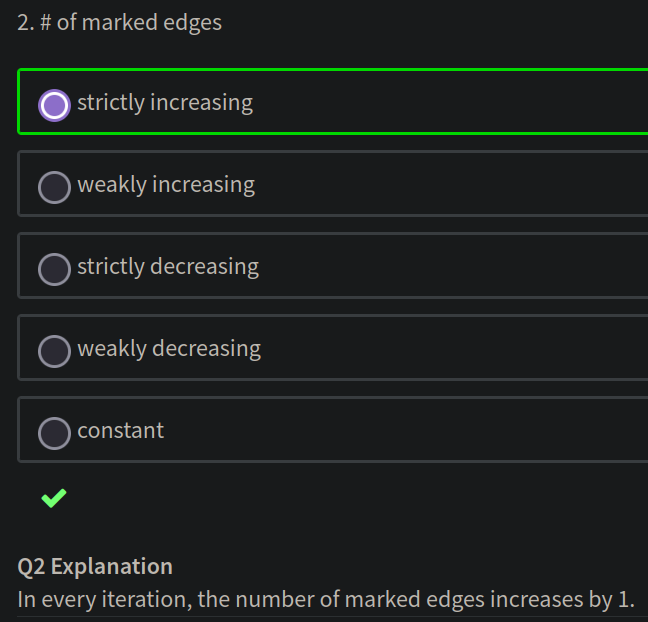 2. # of marked edges
strictly increasing
weakly increasing
strictly decreasing
weakly decreasing
constant
Q2 Explanation
In every iteration, the number of marked edges increases by 1.